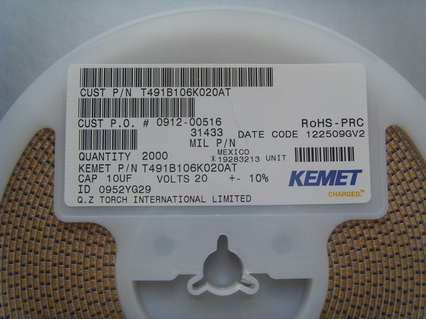 CUST P/N T491B106K020AT
CUST P.O. # 0912-00516 RoHS-PRC
31433 DATE CODE 122509GV2
MIL P/N
QUANTITY 2000 MEXICO
*19283213 UNIT
KEMET P/N T491B106K020AT
CAP 10UF VOLTS 20 +- 10%
ID 0952YG29
Q.Z TORCH INTERNATIONAL LIMITED
KEMET
CHARGED.™